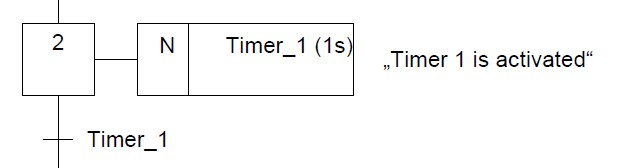 2 N Timer_1 (1s) „Timer 1 is activated“
Timer_1